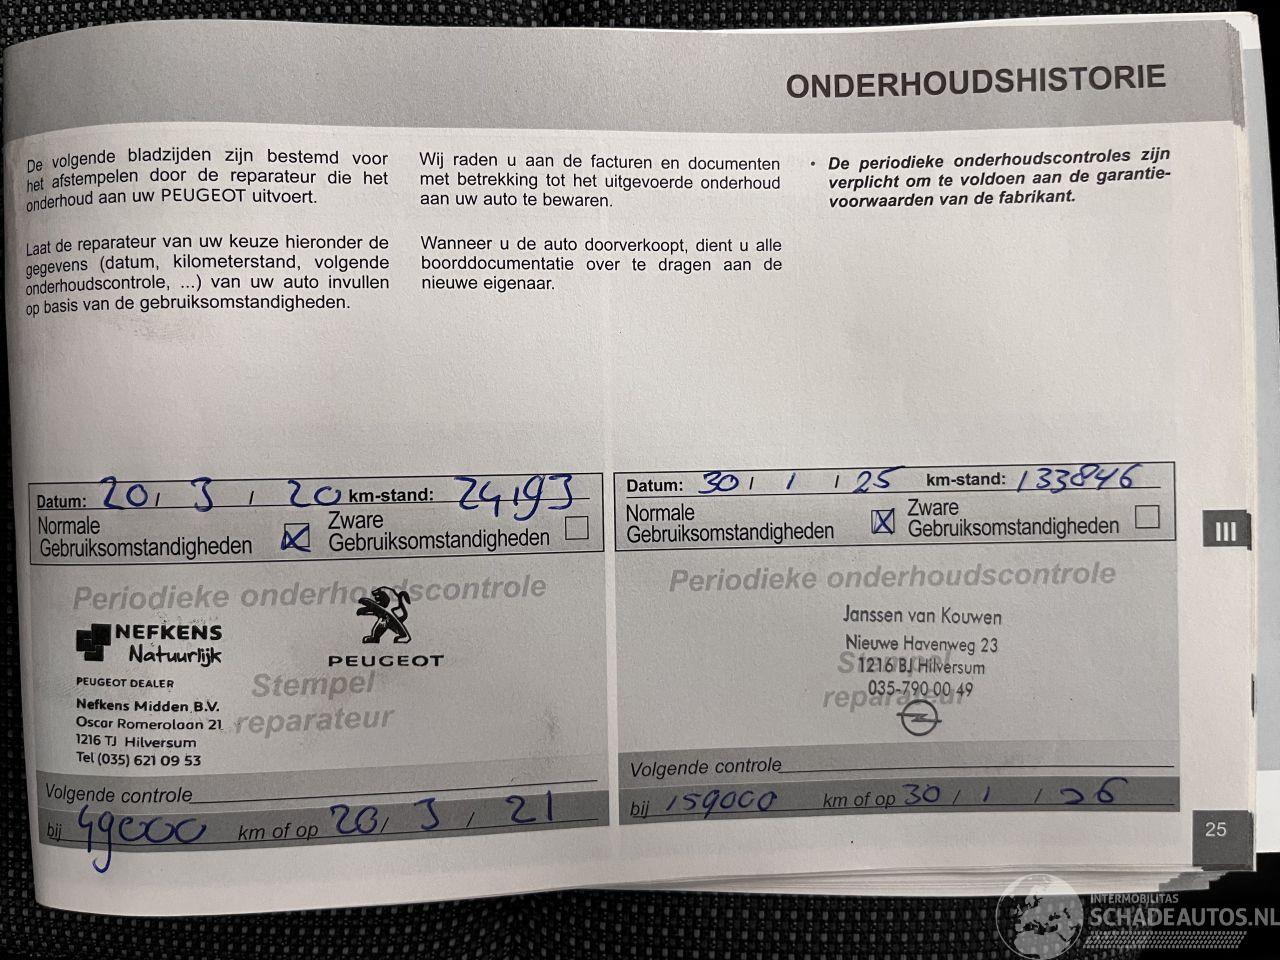 ONDERHOUDSHISTORIE
De volgende bladzijden zijn bestemd voor
het afstempelen door de reparateur die het
onderhoud aan uw PEUGEOT uitvoert.
Laat de reparateur van uw keuze hieronder de
gegevens (datum, kilometerstand, volgende
onderhoudscontrole, ...) van uw auto invullen
op basis van de gebruiksomstandigheden.
Wij raden u aan de facturen en documenten
met betrekking tot het uitgevoerde onderhoud
aan uw auto te bewaren.
Wanneer u de auto doorverkoopt, dient u alle
boorddocumentatie over te dragen aan de
nieuwe eigenaar.
• De periodieke onderhoudscontroles zijn
verplicht om te voldoen aan de garantie-
voorwaarden van de fabrikant.
Datum: 20 / 3 / 20 km-stand: 24193
Normale
Gebruiksomstandigheden
Zware
Gebruiksomstandigheden
Periodieke onderhoudscontrole
NEFKENS
Natuurlijk
PEUGEOT
PEUGEOT DEALER
Stempel
reparateur
Nefkens Midden B.V.
Oscar Romerolaan 21
1216 TJ Hilversum
Tel (035) 621 09 53
Volgende controle
bij 49000 km of op 20 / 3 / 21
Datum: 30 / 1 / 25 km-stand: 133846
Normale
Gebruiksomstandigheden
Zware
Gebruiksomstandigheden
Periodieke onderhoudscontrole
Janssen van Kouwen
Nieuwe Havenweg 23
Stempel
1216 BJ Hilversum
035-790 00 49
reparateur
Volgende controle
bij 159000 km of op 30 / 1 / 26
III
25
INTERMOBILITAS
SCHADEAUTOS.NL